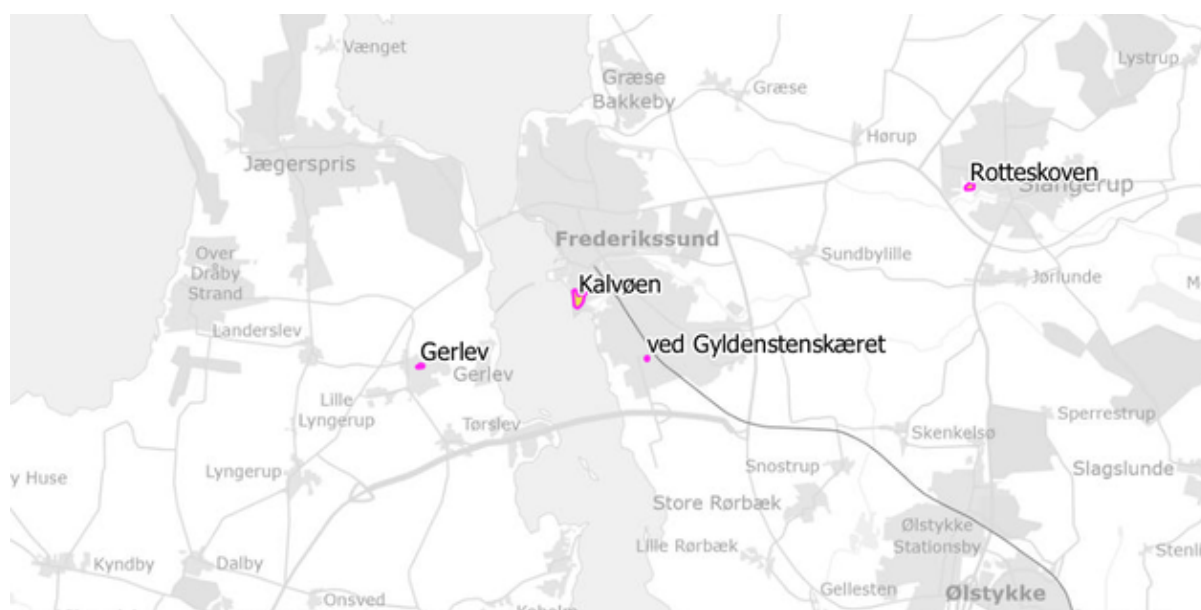 Vænget
Græse
Bakkeby
Græse
Lystrup
Hørup
Jægerspris
Rotteskoven
Slangerup
Over
Dråby
Strand
Frederikssund
Sundbylille
Jørlunde
Kalvøen
Landerslev
ved Gyldenstenskæret
Gerlev
Gerlev
Lille
Lyngerup
Tørslev
Sperrestrup
Skenkelsø
Lyngerup
Snostrup
Slagslunde
y Huse
Store Rørbæk
Ølstykke
Stationsby
Lille Rørbæk
Stenli
Kyndby
Dalby
Gellesten
Ølstykke
Onsved